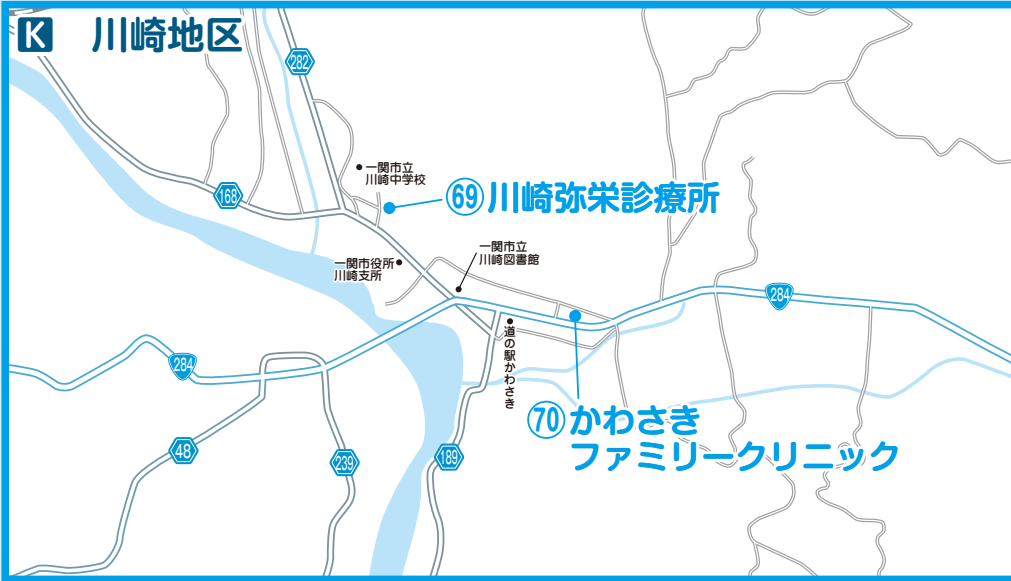 K 川崎地区
282
一関市立
川崎中学校
168
69 川崎弥栄診療所
一関市立
川崎図書館
一関市役所
川崎支所
284
道の駅かわさき
284
70 かわさき
ファミリークリニック
48
239
189